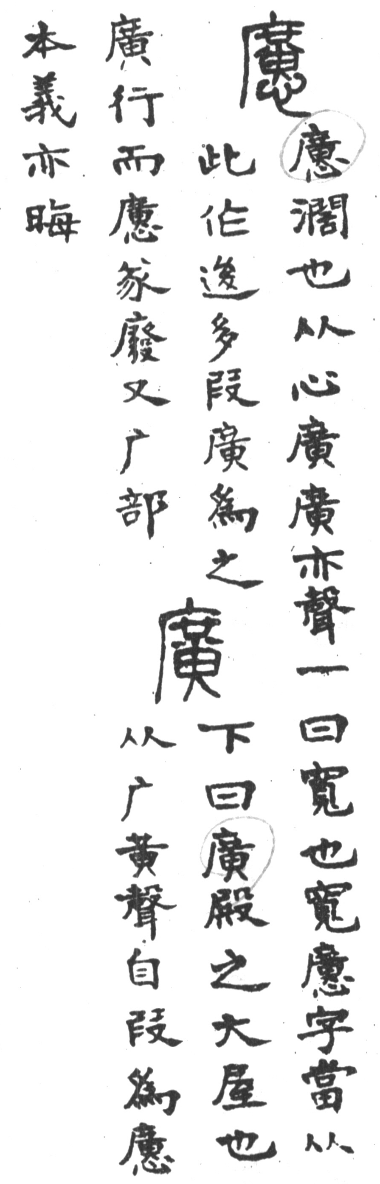 懬
懬濶也从心廣廣亦聲一曰寬也寬懬字當从
此作後多叚廣爲之
廣行而懬㒸廢又广部
廣
下曰廣殿之大屋也
从广黃聲自叚爲懬
本義亦晦